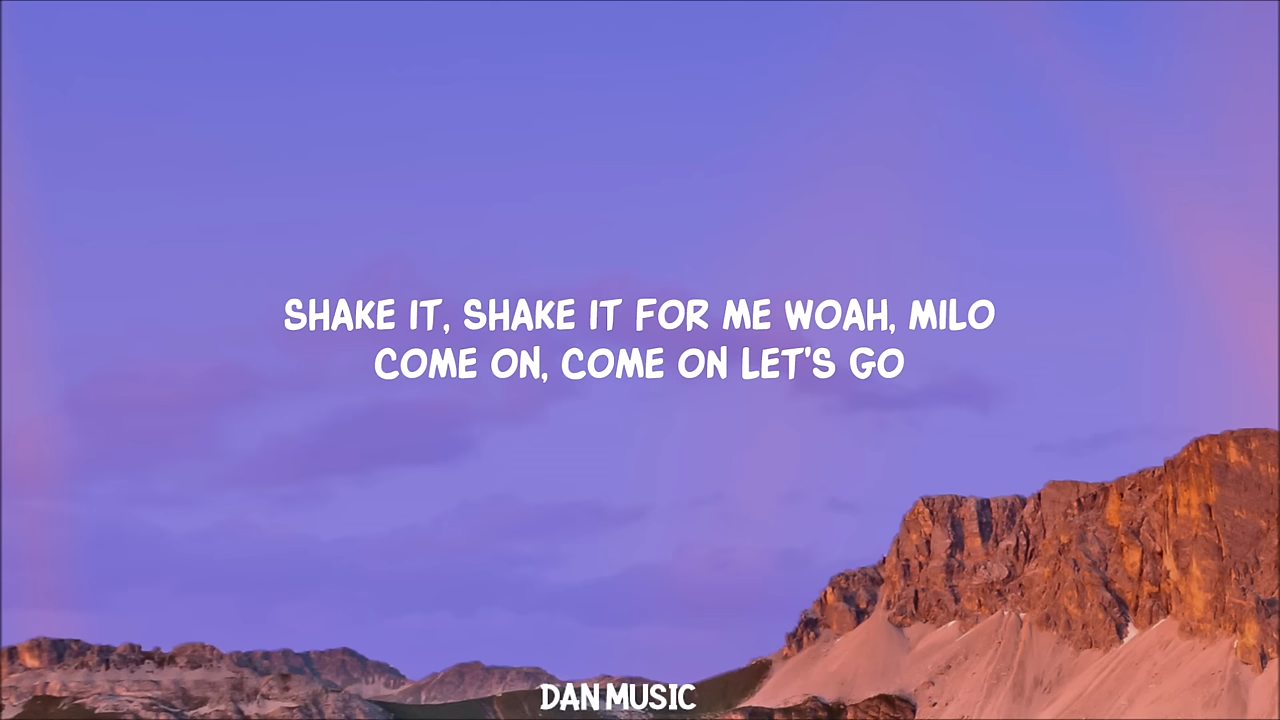 SHAKE IT, SHAKE IT FOR ME WOAH, MILO
COME ON, COME ON LET'S GO
DAN MUSIC